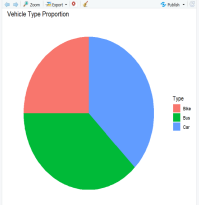 Zoom Export Publish
Vehicle Type Proportion
Type
Bike
Bus
Car